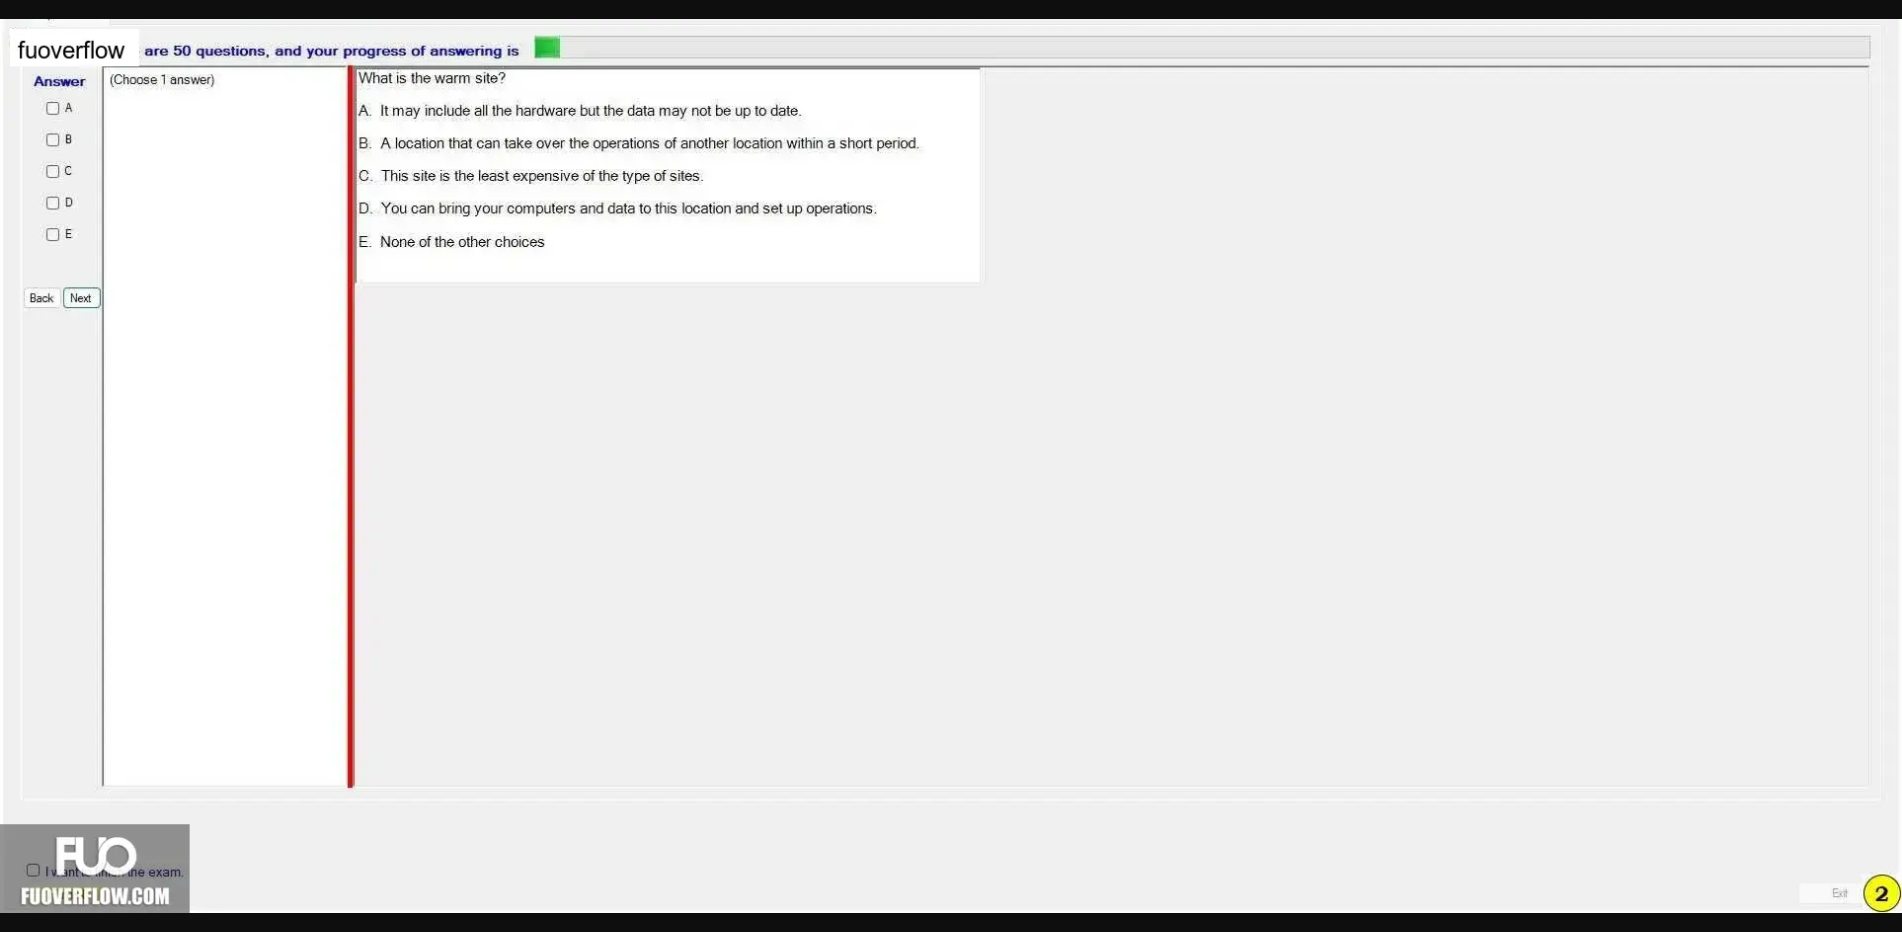 fuoverflow are 50 questions, and your progress of answering is
Answer
(Choose 1 answer)
A
B
C
D
E
Back Next
What is the warm site?
A. It may include all the hardware but the data may not be up to date.
B. A location that can take over the operations of another location within a short period.
C. This site is the least expensive of the type of sites.
D. You can bring your computers and data to this location and set up operations.
E. None of the other choices
FUO
the exam.
FUOVERFLOW.COM
Exit
2